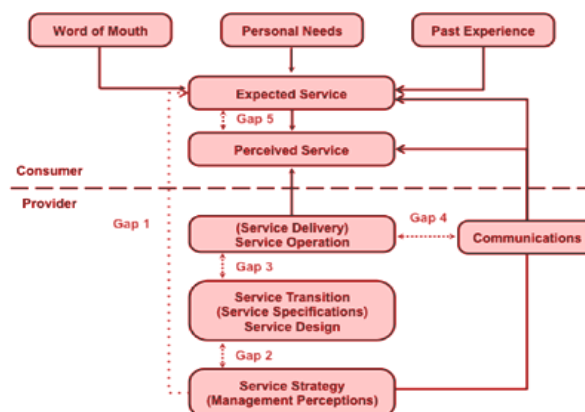 Word of Mouth
Personal Needs
Past Experience
Expected Service
Gap 5
Perceived Service
Consumer
Provider
Gap 1
(Service Delivery)
Service Operation
Gap 4
Communications
Gap 3
Service Transition
(Service Specifications)
Service Design
Gap 2
Service Strategy
(Management Perceptions)